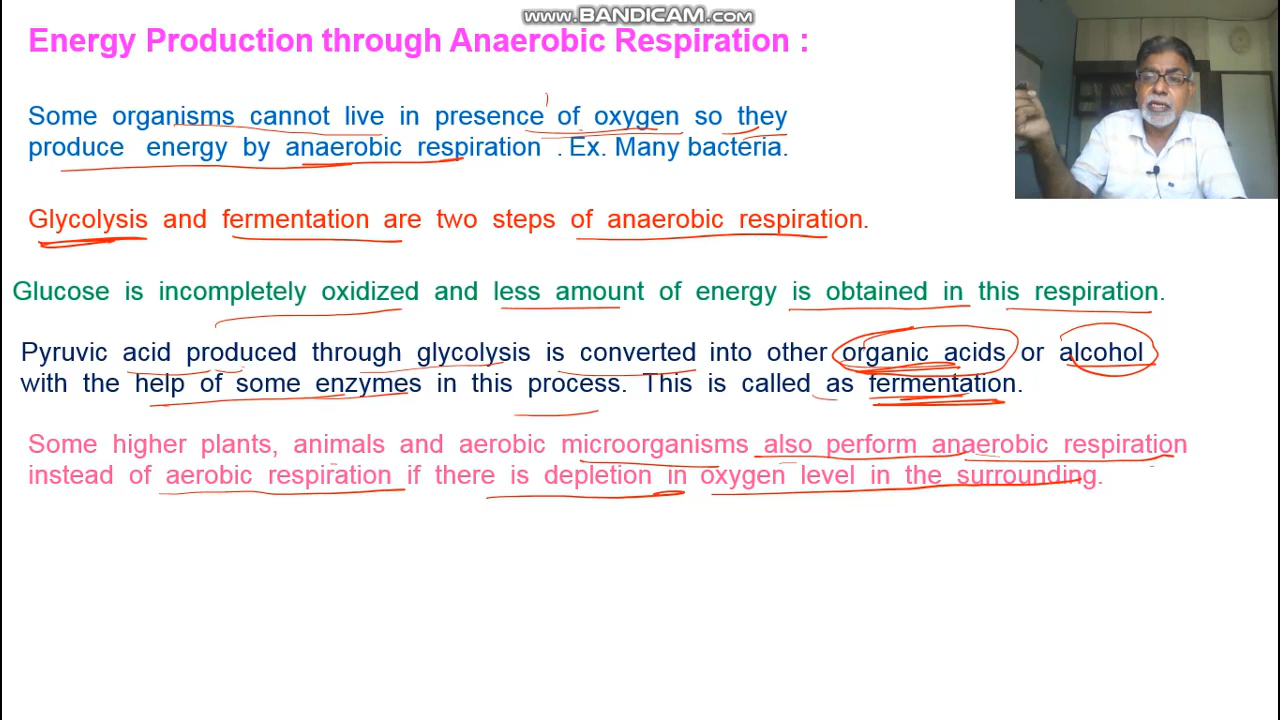 www.BANDICAM.com
Energy Production through Anaerobic Respiration :
Some organisms cannot live in presence of oxygen so they
produce energy by anaerobic respiration . Ex. Many bacteria.
Glycolysis and fermentation are two steps of anaerobic respiration.
Glucose is incompletely oxidized and less amount of energy is obtained in this respiration.
Pyruvic acid produced through glycolysis is converted into other organic acids or alcohol
with the help of some enzymes in this process. This is called as fermentation.
Some higher plants, animals and aerobic microorganisms also perform anaerobic respiration
instead of aerobic respiration if there is depletion in oxygen level in the surrounding.